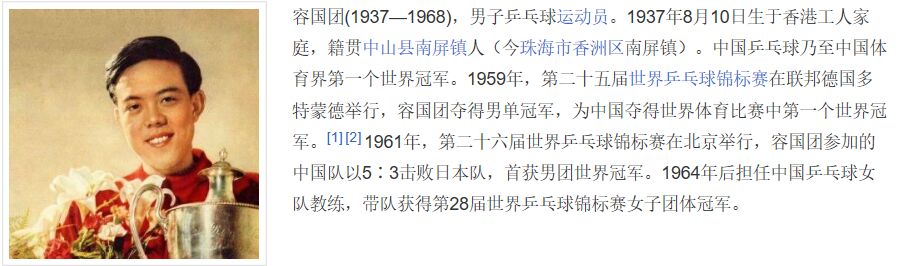 容国团(1937—1968)，男子乒乓球运动员。1937年8月10日生于香港工人家
庭，籍贯中山县南屏镇人（今珠海市香洲区南屏镇）。中国乒乓球乃至中国体
育界第一个世界冠军。1959年，第二十五届世界乒乓球锦标赛在联邦德国多
特蒙德举行，容国团夺得男单冠军，为中国夺得世界体育比赛中第一个世界冠
军。[1][2]1961年，第二十六届世界乒乓球锦标赛在北京举行，容国团参加的
中国队以5：3击败日本队，首获男团世界冠军。1964年后担任中国乒乓球女
队教练，带队获得第28届世界乒乓球锦标赛女子团体冠军。